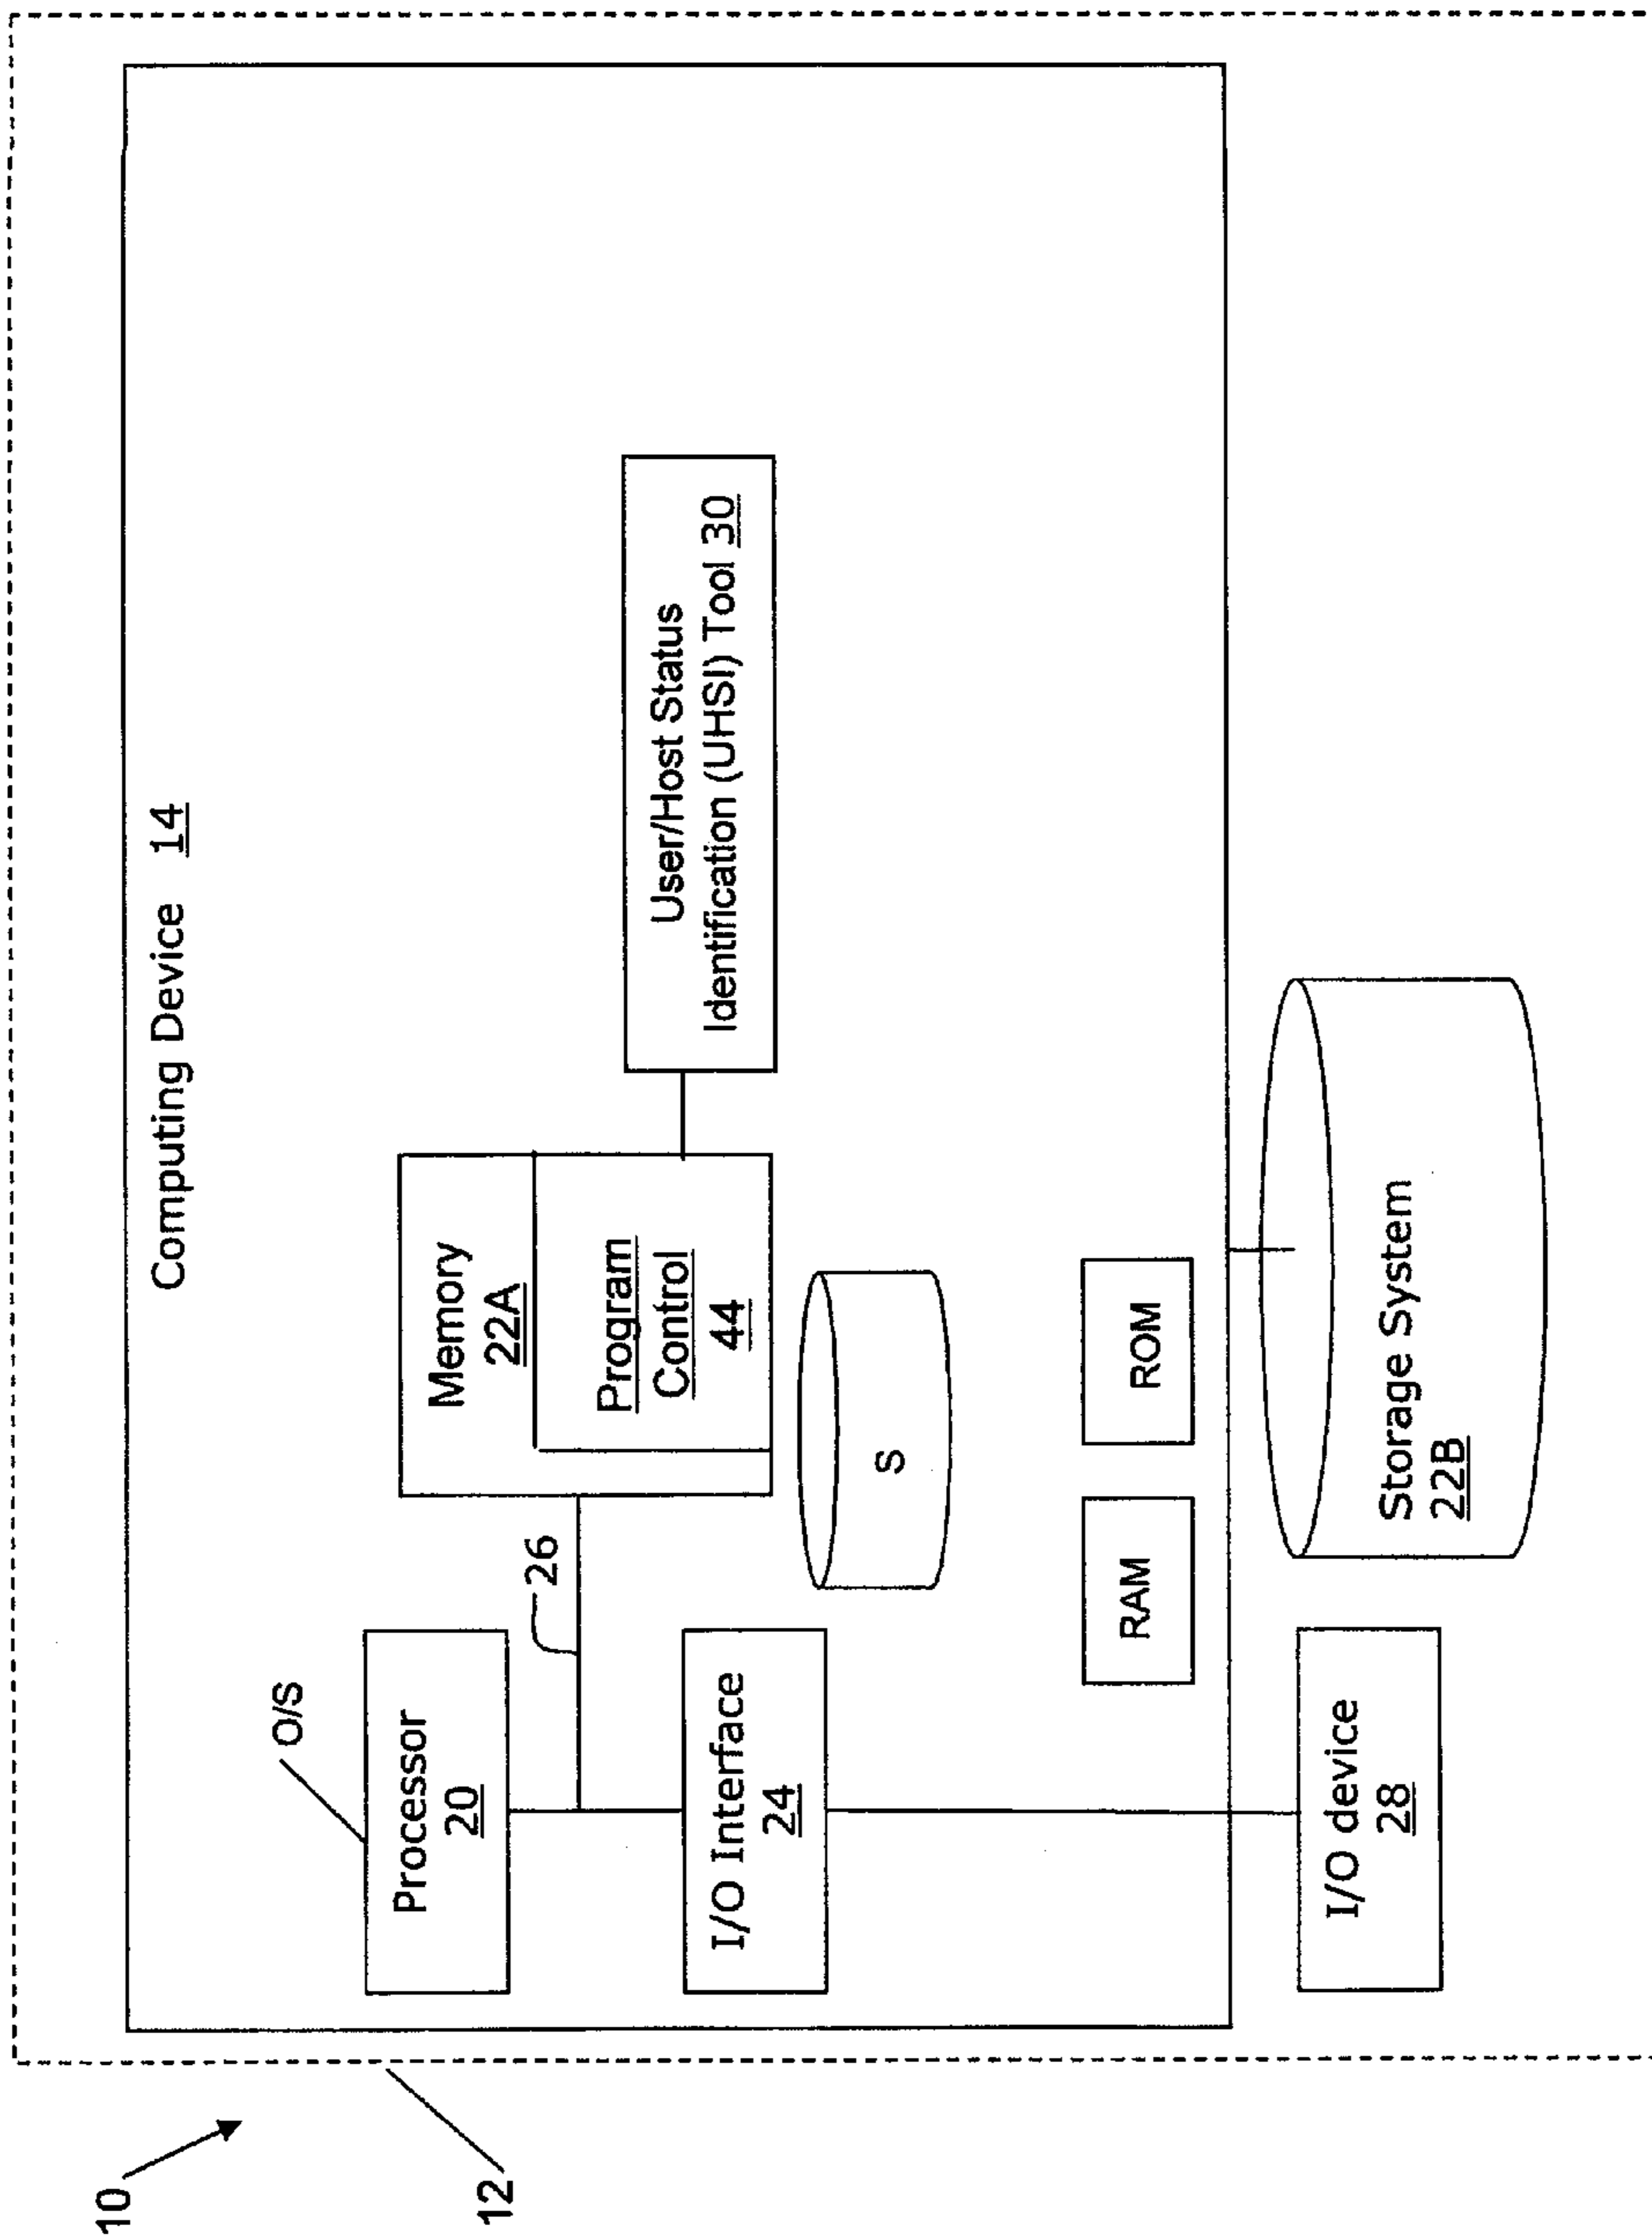 10
12
Computing Device 14
O/S
Processor
20
26
Memory
22A
Program
Control
44
User/Host Status
Identification (UHSI) Tool 30
I/O Interface
24
S
RAM
ROM
I/O device
28
Storage System
22B